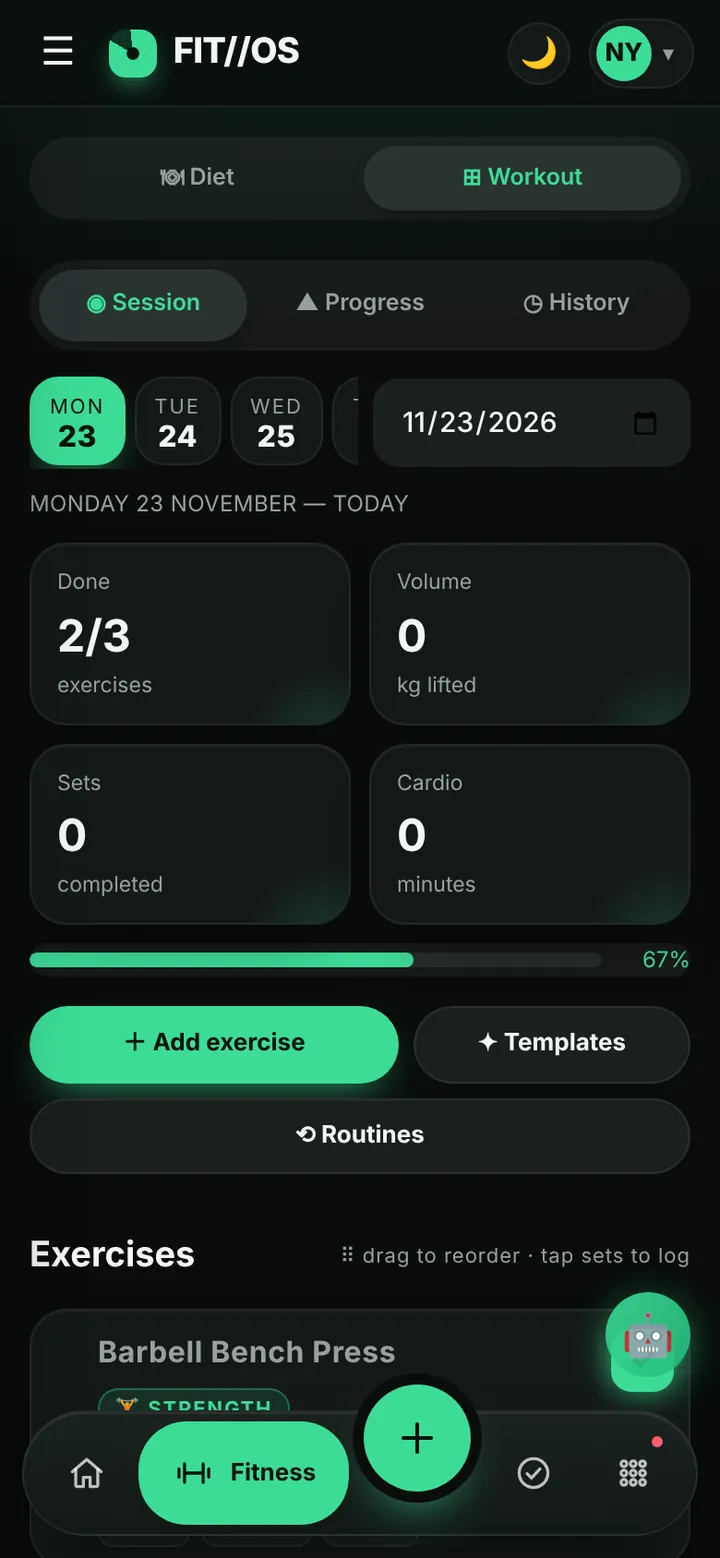 FIT//OS
NY
Diet
Workout
Session
Progress
History
MON
23
TUE
24
WED
25
11/23/2026
MONDAY 23 NOVEMBER — TODAY
Done
2/3
exercises
Volume
0
kg lifted
Sets
0
completed
Cardio
0
minutes
67%
+ Add exercise
Templates
Routines
Exercises
drag to reorder · tap sets to log
Barbell Bench Press
STRENGTH
Fitness